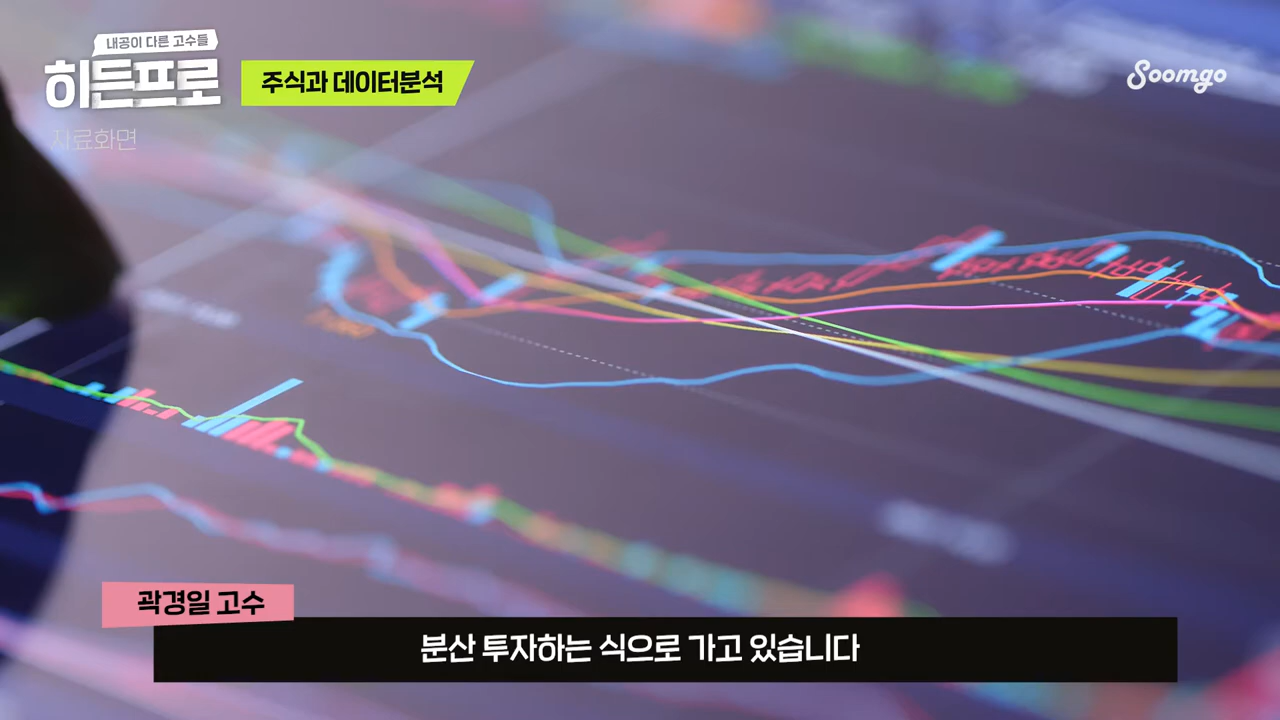 내공이 다른 고수들
히든프로
주식과 데이터분석
Soomgo
자료화면
곽경일 고수
분산 투자하는 식으로 가고 있습니다